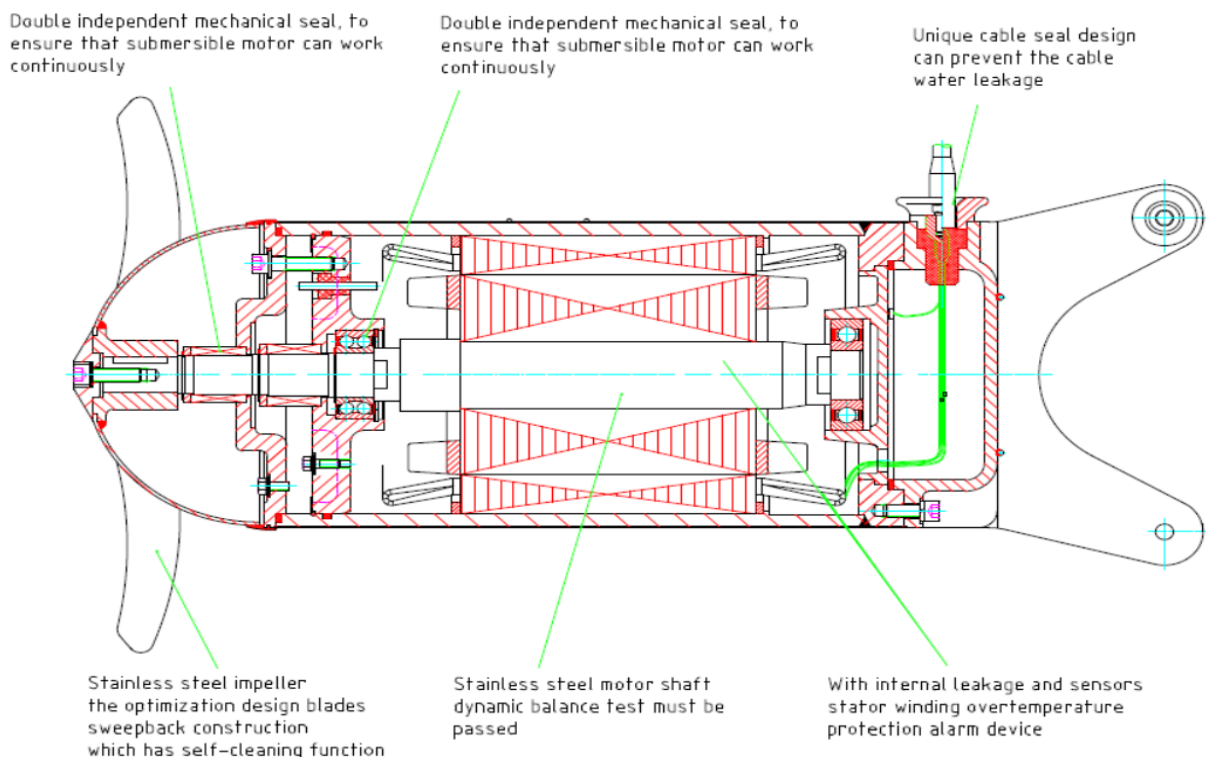 Double independent mechanical seal, to
ensure that submersible motor can work
continuously
Double independent mechanical seal, to
ensure that submersible motor can work
continuously
Unique cable seal design
can prevent the cable
water leakage
Stainless steel impeller
the optimization design blades
sweepback construction
which has self-cleaning function
Stainless steel motor shaft
dynamic balance test must be
passed
With internal leakage and sensors
stator winding overtemperature
protection alarm device